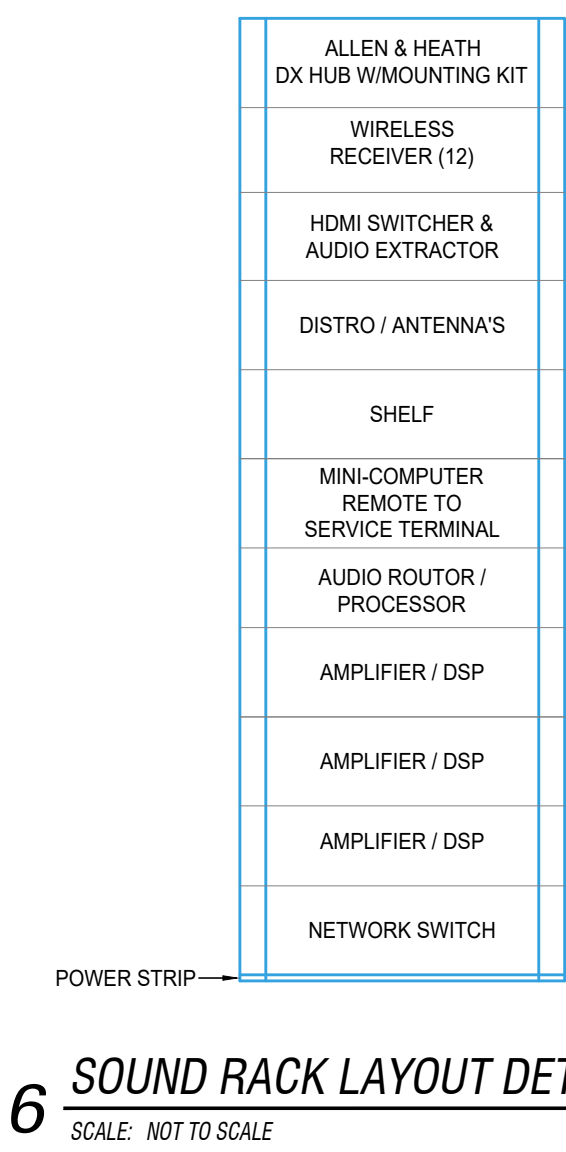 ALLEN & HEATH
DX HUB W/MOUNTING KIT
WIRELESS
RECEIVER (12)
HDMI SWITCHER &
AUDIO EXTRACTOR
DISTRO / ANTENNA'S
SHELF
MINI-COMPUTER
REMOTE TO
SERVICE TERMINAL
AUDIO ROUTOR /
PROCESSOR
AMPLIFIER / DSP
AMPLIFIER / DSP
AMPLIFIER / DSP
NETWORK SWITCH
POWER STRIP
6 SOUND RACK LAYOUT DET
SCALE: NOT TO SCALE